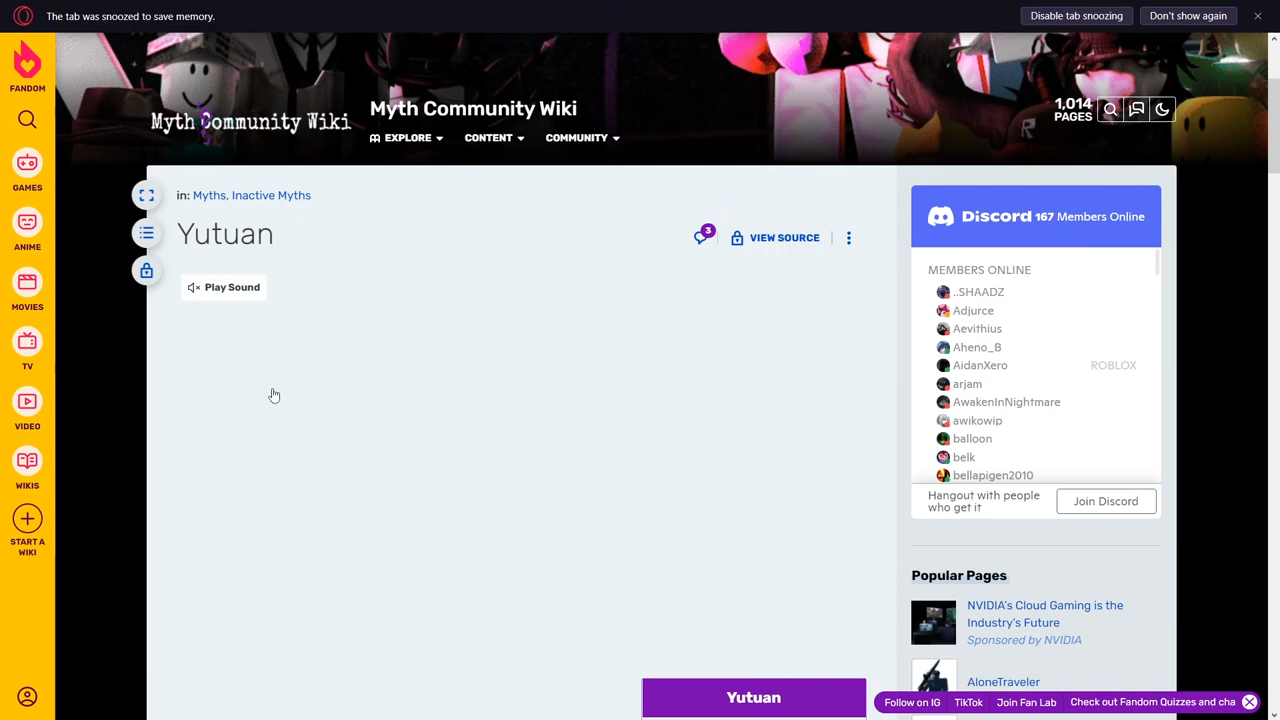 The tab was snoozed to save memory.
Disable tab snoozing
Don't show again
FANDOM
GAMES
ANIME
MOVIES
TV
VIDEO
WIKIS
START A
WIKI
Myth Community Wiki
Myth Community Wiki
EXPLORE
CONTENT
COMMUNITY
1,014
PAGES
in: Myths, Inactive Myths
Yutuan
3
VIEW SOURCE
Play Sound
Yutuan
Discord 167 Members Online
MEMBERS ONLINE
..SHAADZ
Adjurce
Aevithius
Aheno_B
AidanXero ROBLOX
arjam
AwakenInNightmare
awikowip
balloon
belk
bellapigen2010
Hangout with people
who get it
Join Discord
Popular Pages
NVIDIA's Cloud Gaming is the
Industry's Future
Sponsored by NVIDIA
AloneTraveler
Follow on IG
TikTok
Join Fan Lab
Check out Fandom Quizzes and cha